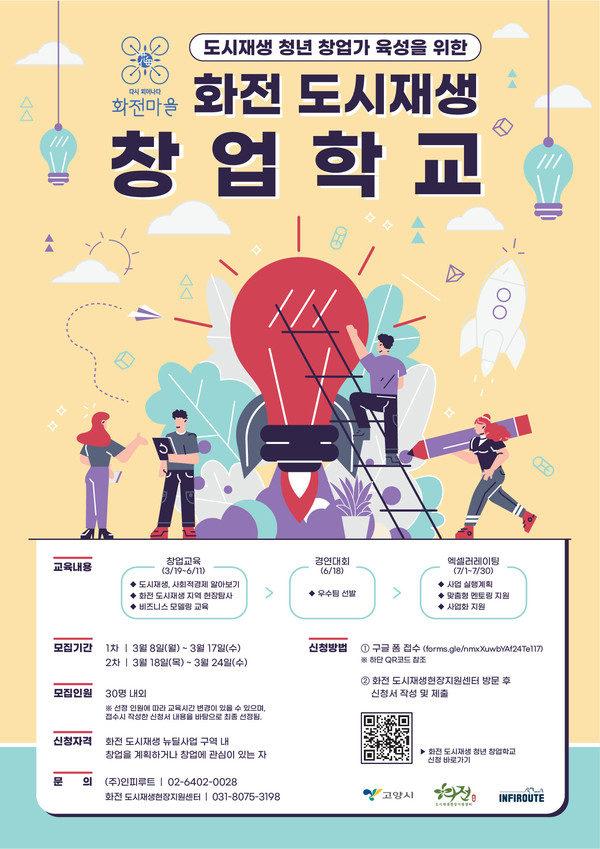 도시재생 청년 창업가 육성을 위한
다시 피어나다
화전마을
화전 도시재생
창업학교
교육내용
창업교육
(3/19~6/11)
◆ 도시재생, 사회적경제 알아보기
◆ 화전 도시재생 지역 현장탐사
◆ 비즈니스 모델링 교육
>
경연대회
(6/18)
◆ 우수팀 선발
>
엑셀러레이팅
(7/1~7/30)
◆ 사업 실행계획
◆ 맞춤형 멘토링 지원
◆ 사업화 지원
모집기간
1차 | 3월 8일(월) ~ 3월 17일(수)
2차 | 3월 18일(목) ~ 3월 24일(수)
모집인원
30명 내외
※ 선정 인원에 따라 교육시간 변경이 있을 수 있으며,
접수시 작성한 신청서 내용을 바탕으로 최종 선정됨.
신청자격
화전 도시재생 뉴딜사업 구역 내
창업을 계획하거나 창업에 관심이 있는 자
문 의
(주)인피루트 | 02-6402-0028
화전 도시재생현장지원센터 | 031-8075-3198
신청방법
① 구글 폼 접수 (forms.gle/nmxXuwbYAf24Te117)
※ 하단 QR코드 참조
② 화전 도시재생현장지원센터 방문 후
신청서 작성 및 제출
▶ 화전 도시재생 청년 창업학교
신청 바로가기
고양시
화전
도시재생현장지원센터
INFIROUTE